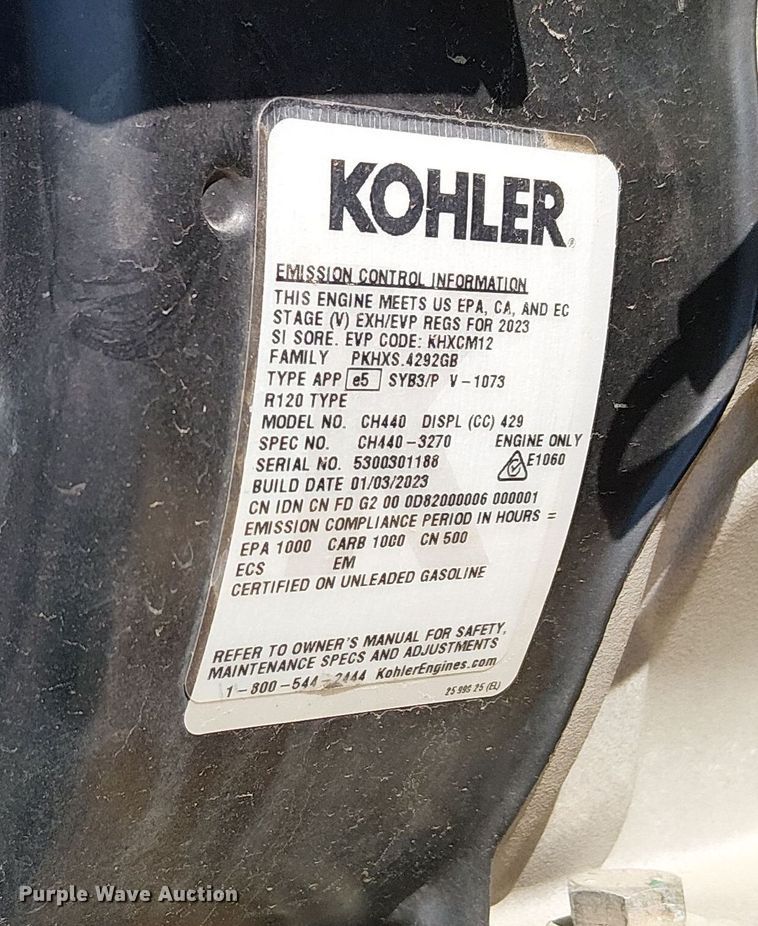 KOHLER®
EMISSION CONTROL INFORMATION
THIS ENGINE MEETS US EPA, CA, AND EC
STAGE (V) EXH/EVP REGS FOR 2023
SI SORE. EVP CODE: KHXCM12
FAMILY PKHXS.4292GB
TYPE APP e5 SYB3/P V-1073
R120 TYPE
MODEL NO. CH440 DISPL (CC) 429
SPEC NO. CH440-3270 ENGINE ONLY
SERIAL NO. 5300301188 E1060
BUILD DATE 01/03/2023
CN IDN CN FD G2 00 0D82000006 000001
EMISSION COMPLIANCE PERIOD IN HOURS =
EPA 1000 CARB 1000 CN 500
ECS EM
CERTIFIED ON UNLEADED GASOLINE
REFER TO OWNER'S MANUAL FOR SAFETY,
MAINTENANCE SPECS AND ADJUSTMENTS
1-800-544-2444 KohlerEngines.com
25 25 (EL)
Purple Wave Auction